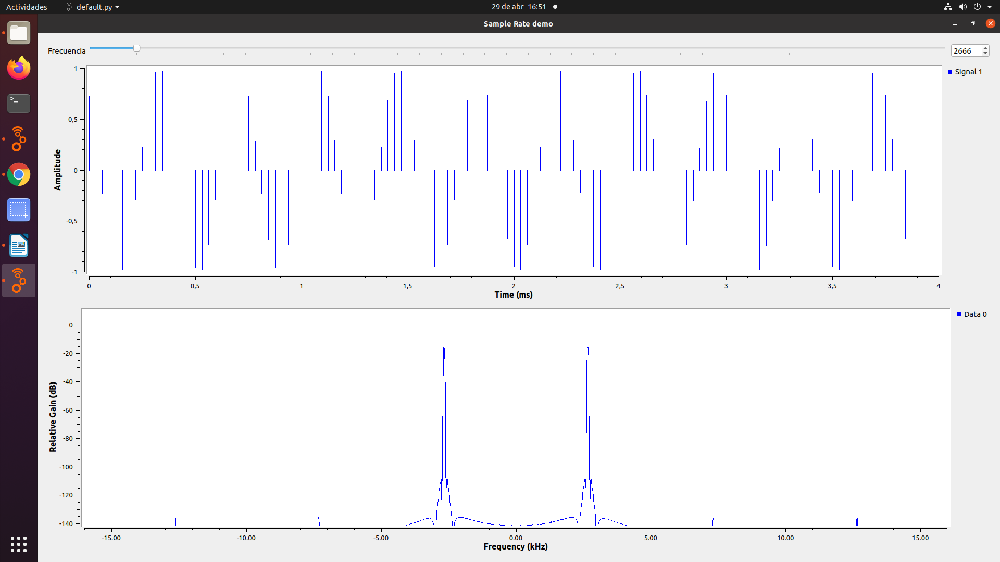 Actividades
default.py
29 de abr 16:51
Sample Rate demo
Frecuencia
2666
1
0,5
0
-0,5
-1
Amplitude
Signal 1
0 0,5 1 1,5 2 2,5 3 3,5 4
Time (ms)
0
-20
-40
-60
-80
-100
-120
-140
Relative Gain (dB)
Data 0
-15.00 -10.00 -5.00 0.00 5.00 10.00 15.00
Frequency (kHz)